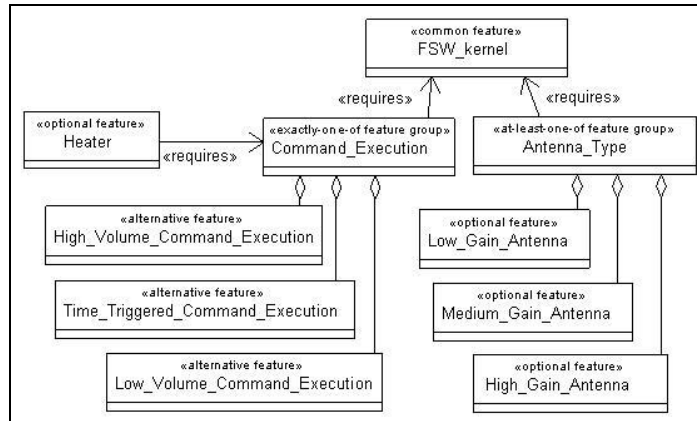 «common feature»
FSW_kernel
«requires»
«requires»
«optional feature»
Heater
«requires»
«exactly-one-of feature group»
Command_Execution
«at-least-one-of feature group»
Antenna_Type
«alternative feature»
High_Volume_Command_Execution
«optional feature»
Low_Gain_Antenna
«alternative feature»
Time_Triggered_Command_Execution
«optional feature»
Medium_Gain_Antenna
«alternative feature»
Low_Volume_Command_Execution
«optional feature»
High_Gain_Antenna